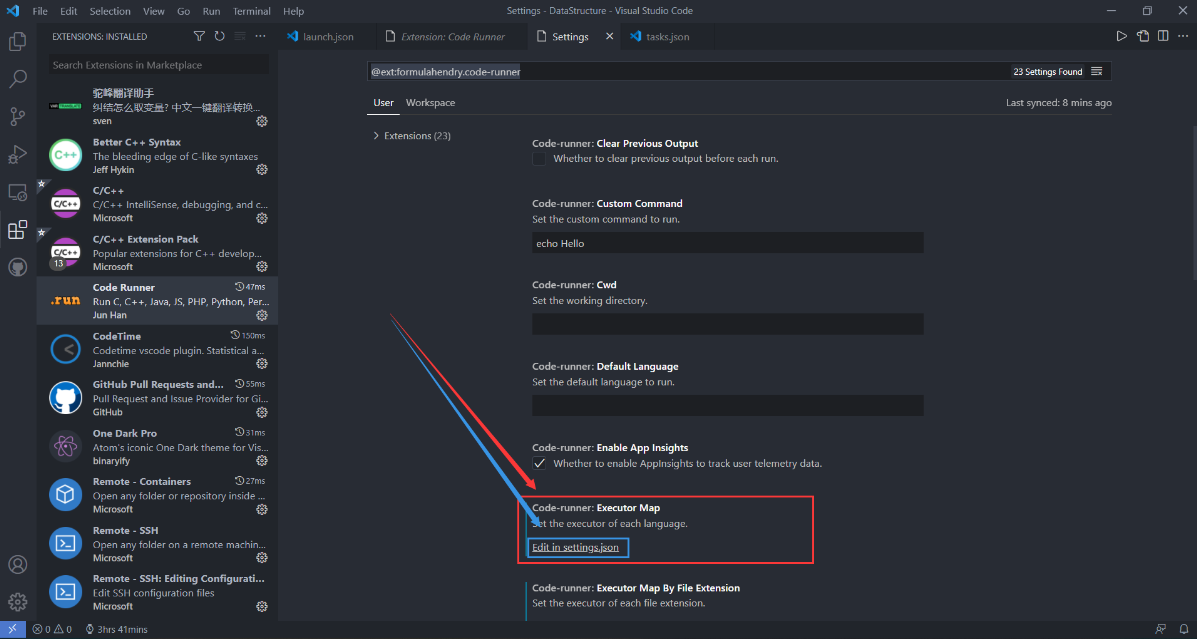 File Edit Selection View Go Run Terminal Help
Settings - DataStructure - Visual Studio Code
EXTENSIONS: INSTALLED
launch.json
Extension: Code Runner
Settings
tasks.json
Search Extensions in Marketplace
驼峰翻译助手
纠结怎么取变量? 中文一键翻译转换...
sven
C++
Better C++ Syntax
The bleeding edge of C-like syntaxes
Jeff Hykin
C/C++
C/C++
C/C++ IntelliSense, debugging, and c...
Microsoft
C/C++
13
C/C++ Extension Pack
Popular extensions for C++ develop...
Microsoft
.run
Code Runner
47ms
Run C, C++, Java, JS, PHP, Python, Per...
Jun Han
CodeTime
150ms
Codetime vscode plugin. Statistical a...
Jannchie
GitHub Pull Requests and...
55ms
Pull Request and Issue Provider for Gi...
GitHub
One Dark Pro
31ms
Atom's iconic One Dark theme for Vis...
binaryify
Remote - Containers
27ms
Open any folder or repository inside ...
Microsoft
Remote - SSH
Open any folder on a remote machin...
Microsoft
Remote - SSH: Editing Configurati...
Edit SSH configuration files
Microsoft
@ext:formulahendry.code-runner
23 Settings Found
User
Workspace
Last synced: 8 mins ago
Extensions (23)
Code-runner: Clear Previous Output
Whether to clear previous output before each run.
Code-runner: Custom Command
Set the custom command to run.
echo Hello
Code-runner: Cwd
Set the working directory.
Code-runner: Default Language
Set the default language to run.
Code-runner: Enable App Insights
Whether to enable AppInsights to track user telemetry data.
Code-runner: Executor Map
Set the executor of each language.
Edit in settings.json
Code-runner: Executor Map By File Extension
Set the executor of each file extension.
0 0
3hrs 41mins